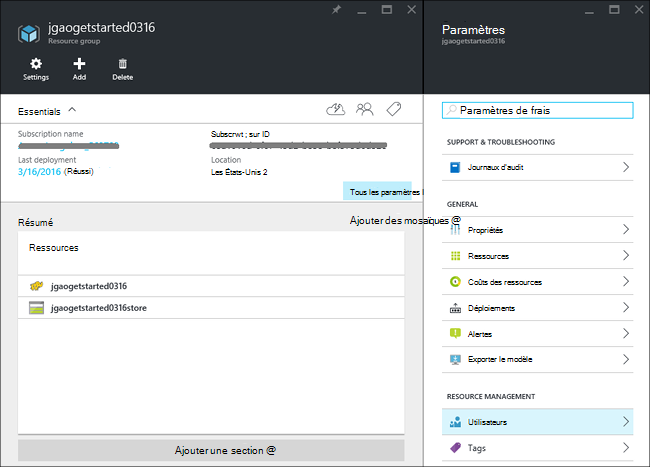 jgaogetstarted0316
Resource group
Settings
Add
Delete
Essentials
Subscription name
Subscrwt ; sur ID
Last deployment
3/16/2016 (Réussi)
Location
Les États-Unis 2
Tous les paramètres
Ajouter des mosaïques @
Résumé
Ressources
jgaogetstarted0316
jgaogetstarted0316store
Ajouter une section @
Paramètres
jgaogetstarted0316
Paramètres de frais
SUPPORT & TROUBLESHOOTING
Journaux d'audit
GENERAL
Propriétés
Ressources
Coûts des ressources
Déploiements
Alertes
Exporter le modèle
RESOURCE MANAGEMENT
Utilisateurs
Tags